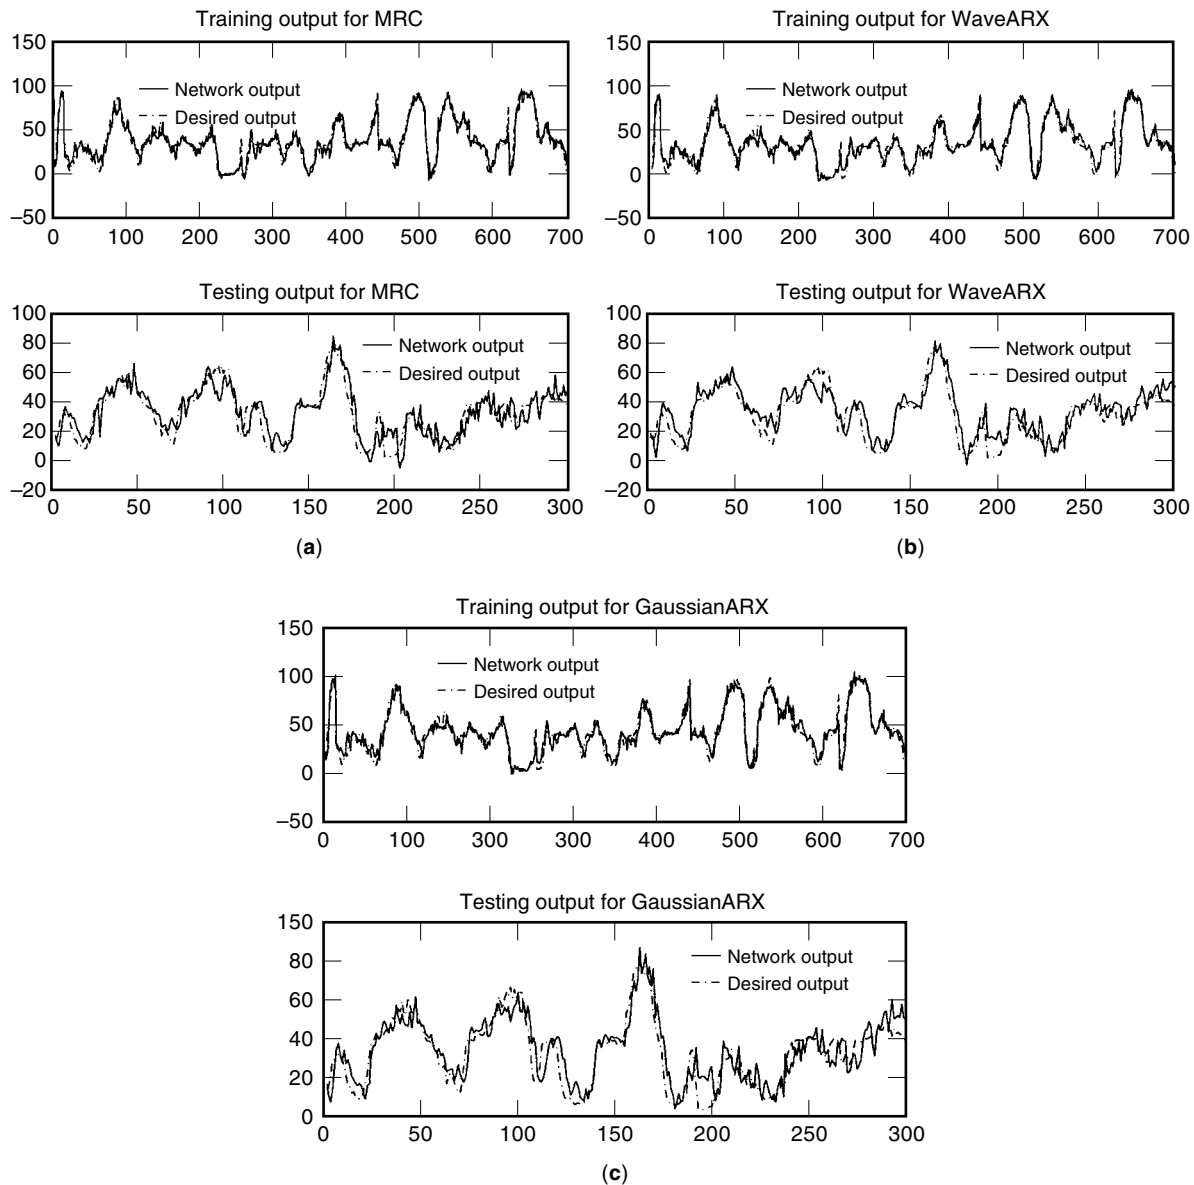 Training output for MRC
150
100
50
0
–50
Network output
Desired output
0 100 200 300 400 500 600 700
Testing output for MRC
100
80
60
40
20
0
–20
Network output
Desired output
0 50 100 150 200 250 300
(a)
Training output for WaveARX
150
100
50
0
–50
Network output
Desired output
0 100 200 300 400 500 600 700
Testing output for WaveARX
100
80
60
40
20
0
–20
Network output
Desired output
0 50 100 150 200 250 300
(b)
Training output for GaussianARX
150
100
50
0
–50
Network output
Desired output
0 100 200 300 400 500 600 700
Testing output for GaussianARX
150
80
60
40
20
0
Network output
Desired output
0 50 100 150 200 250 300
(c)